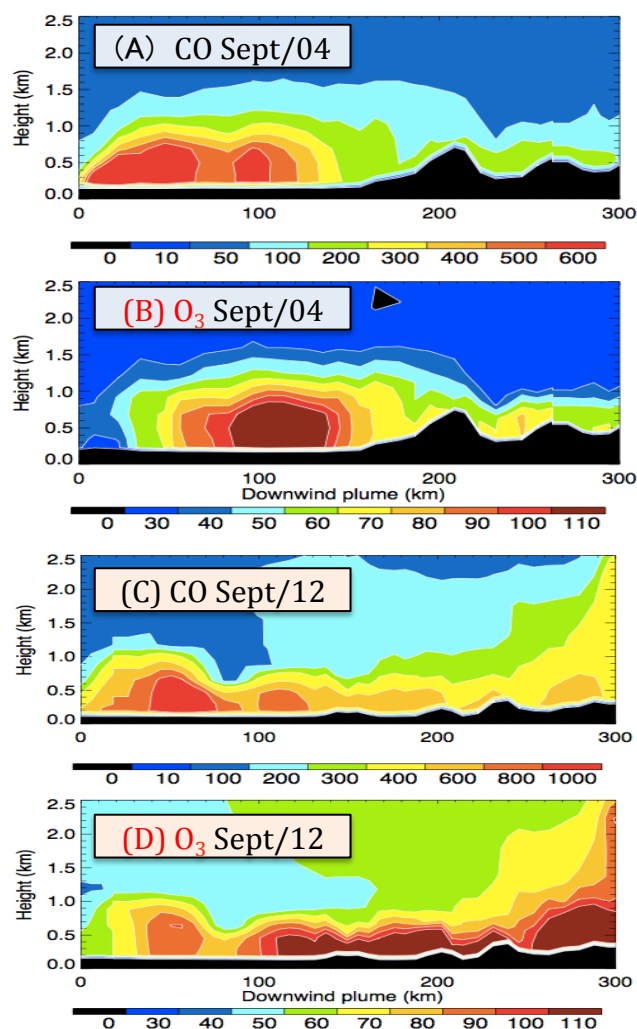 2.5
(A) CO Sept/04
2.0
1.5
Height (km)
1.0
0.5
0.0
0 100 200 300
0 10 50 100 200 300 400 500 600
2.5
(B) O₃ Sept/04
2.0
1.5
Height (km)
1.0
0.5
0.0
0 100 200 300
Downwind plume (km)
0 30 40 50 60 70 80 90 100 110
2.5
(C) CO Sept/12
2.0
1.5
Height (km)
1.0
0.5
0.0
0 100 200 300
0 10 100 200 300 400 600 800 1000
2.5
(D) O₃ Sept/12
2.0
1.5
Height (km)
1.0
0.5
0.0
0 100 200 300
Downwind plume (km)
0 30 40 50 60 70 80 90 100 110